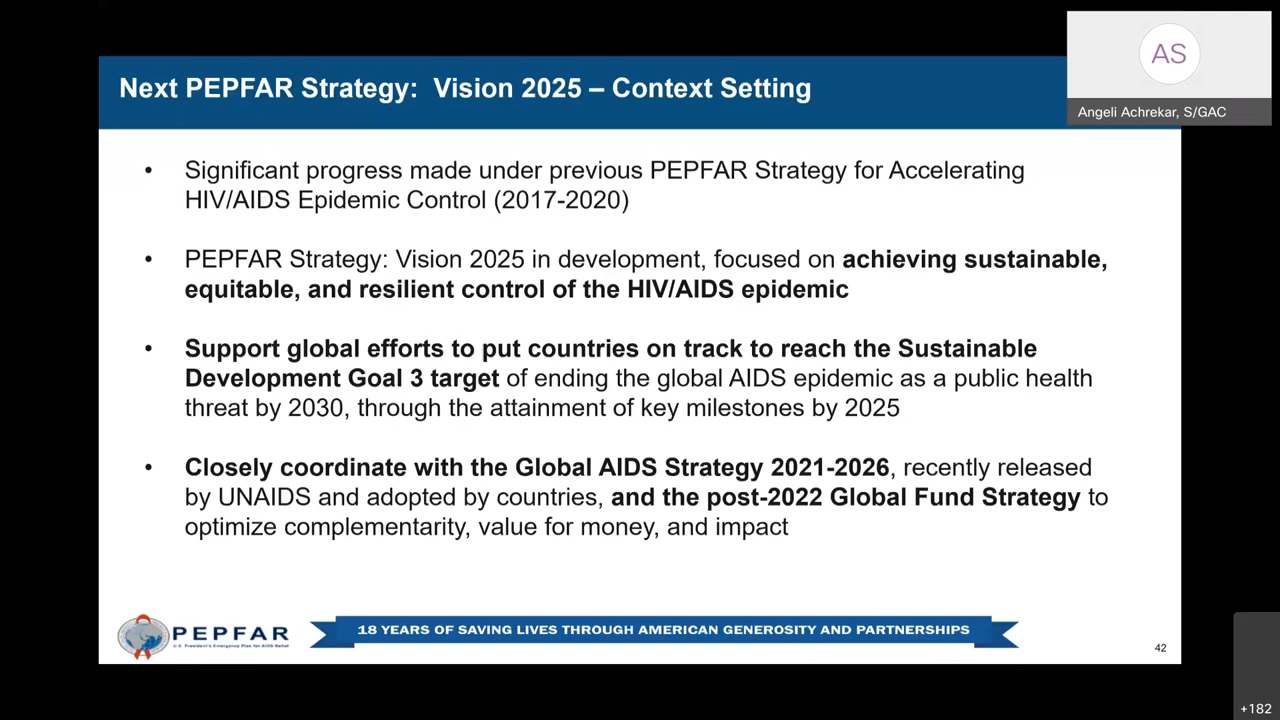 Next PEPFAR Strategy:  Vision 2025 – Context Setting
AS
Angeli Achrekar, S/GAC
• Significant progress made under previous PEPFAR Strategy for Accelerating
HIV/AIDS Epidemic Control (2017-2020)
• PEPFAR Strategy: Vision 2025 in development, focused on achieving sustainable,
equitable, and resilient control of the HIV/AIDS epidemic
• Support global efforts to put countries on track to reach the Sustainable
Development Goal 3 target of ending the global AIDS epidemic as a public health
threat by 2030, through the attainment of key milestones by 2025
• Closely coordinate with the Global AIDS Strategy 2021-2026, recently released
by UNAIDS and adopted by countries, and the post-2022 Global Fund Strategy to
optimize complementarity, value for money, and impact
PEPFAR
U.S. President's Emergency Plan for AIDS Relief
18 YEARS OF SAVING LIVES THROUGH AMERICAN GENEROSITY AND PARTNERSHIPS
42
+182